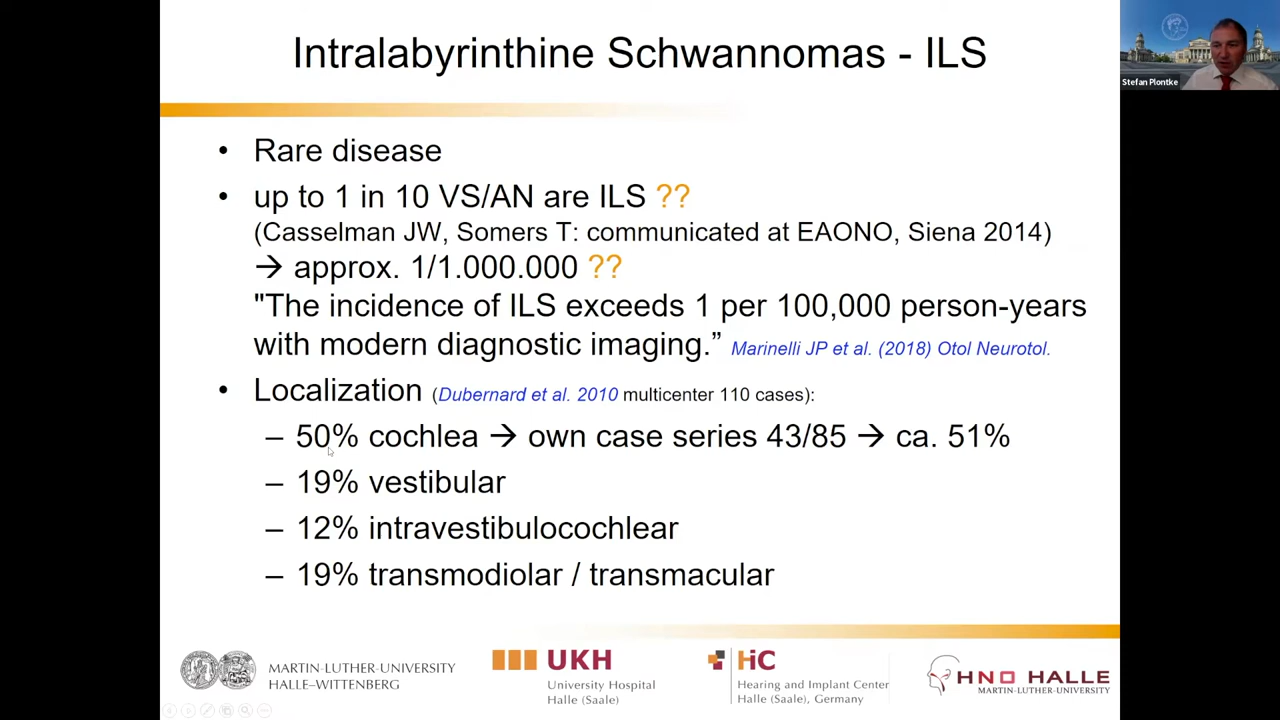 Intralabyrinthine Schwannomas - ILS
Stefan Plontke
• Rare disease
• up to 1 in 10 VS/AN are ILS ??
(Casselman JW, Somers T: communicated at EAONO, Siena 2014)
→ approx. 1/1.000.000 ??
"The incidence of ILS exceeds 1 per 100,000 person-years
with modern diagnostic imaging.” Marinelli JP et al. (2018) Otol Neurotol.
• Localization (Dubernard et al. 2010 multicenter 110 cases):
– 50% cochlea → own case series 43/85 → ca. 51%
– 19% vestibular
– 12% intravestibulocochlear
– 19% transmodiolar / transmacular
MARTIN-LUTHER-UNIVERSITY
HALLE–WITTENBERG
UKH
University Hospital
Halle (Saale)
HiC
Hearing and Implant Center
Halle (Saale), Germany
HNO HALLE
MARTIN-LUTHER-UNIVERSITY